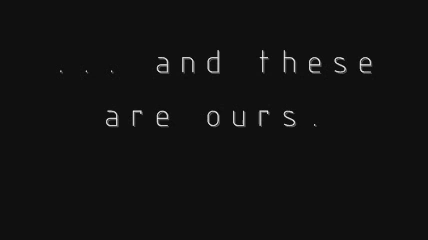 ... and these
are ours.